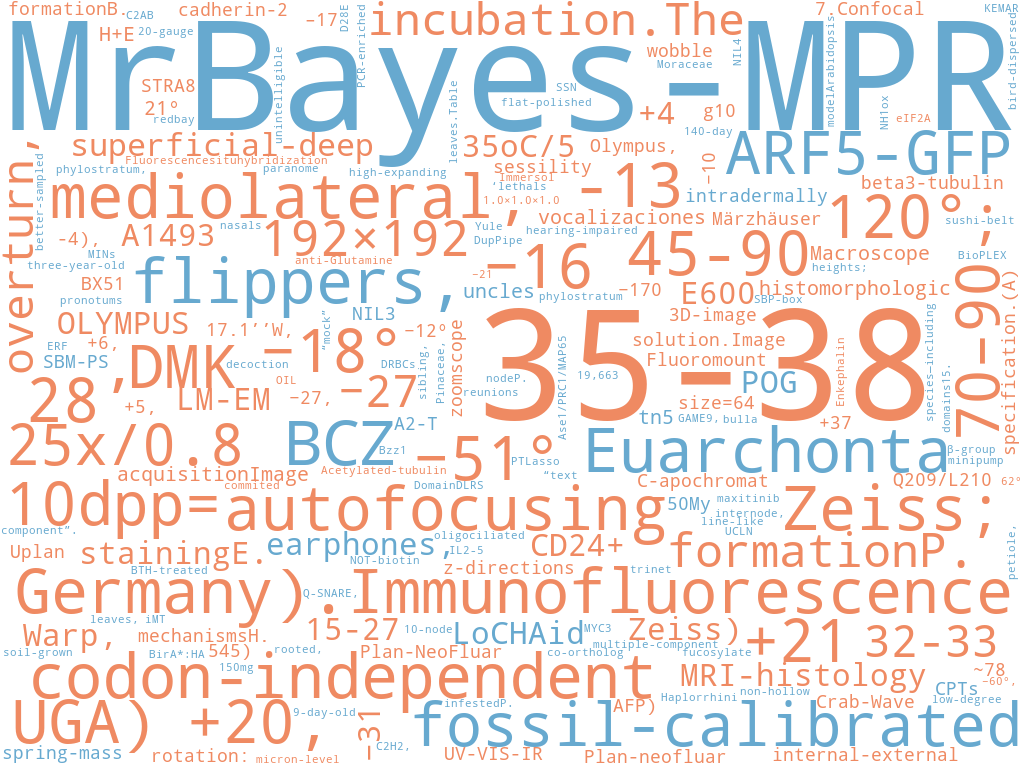 formationB.
C2AB
cadherin-2
−17
D28E
PCR-enriched
incubation.The
7.Confocal
KEMAR
H+E
20-gauge
MrBayes-MPR
wobble
Moraceae
NIL4
modelArabidopsis
bird-dispersed
STRA8
21°
redbay
unintelligible
leaves.Table
SSN
flat-polished
+4
g10
140-day
NH†ox
eIF2A
overturn,
superficial-deep
35oC/5
Olympus,
ARF5-GFP
better-sampled
Fluorescencesituhybridization
phylostratum,
paranome
high-expanding
sessility
Immersol
‘lethals
1.0×1.0×1.0
−10
mediolateral,
-13
intradermally
beta3-tubulin
vocalizaciones
Märzhäuser
120°;
sushi-belt
-4),
A1493
nasals
192×192
Yule
DupPipe
hearing-impaired
45-90
Macroscope
MINs
three-year-old
anti-Glutamine
−21
−16
heights;
BioPLEX
BX51
pronotums
flippers,
uncles
phylostratum
−170
E600
SBP-box
histomorphologic
70-90,
specification.(A)
OLYMPUS
17.1’’W,
“mock”
NIL3
−12°
3D-image
ERF
+6,
SBM-PS
−18°
zoomscope
35-38
solution.Image
Fluoromount
DMK
decoction
OIL
DRBCs
sibling,
Pinaceae,
nodeP.
reunions
Ase1/PRC1/MAP65
19,663
POG
Enkephalin
species−including
domains15.
28,
+5,
LM-EM
−27,
−27
size=64
tn5
GAME9,
bulla
+37
25x/0.8
BCZ
A2-T
Bzz1
−51°
PTLasso
“text
Euarchonta
β-group
minipump
acquisitionImage
commited
Acetylated-tubulin
DomainDLRS
C-apochromat
Q209/L210
62°
10dpp=
autofocusing
50My
maxitinib
internode,
line-like
UCLN
Zeiss;
component”.
Uplan
stainingE.
earphones,
oligociliated
IL2-5
CD24+
formationP.
petiole,
BTH-treated
NOT-biotin
z-directions
trinet
Germany).Immunofluorescence
Q-SNARE,
leaves, iMT
Warp,
mechanismsH.
15-27
10-node
LoCHAid
MYC3
Zeiss)
+21
32-33
soil-grown
BirA*:HA
545)
rooted,
Plan-NeoFluar
multiple-component
co-ortholog
fucosylate
150mg
codon-independent
MRI-histology
~78
−60°,
UGA)
+20,
9-day-old
−31
C2H2,
infestedP.
AFP)
Haplorrhini
non-hollow
Crab-Wave
CPTs
low-degree
fossil-calibrated
spring-mass
rotation:
micron-level
UV-VIS-IR
Plan-neofluar
internal-external